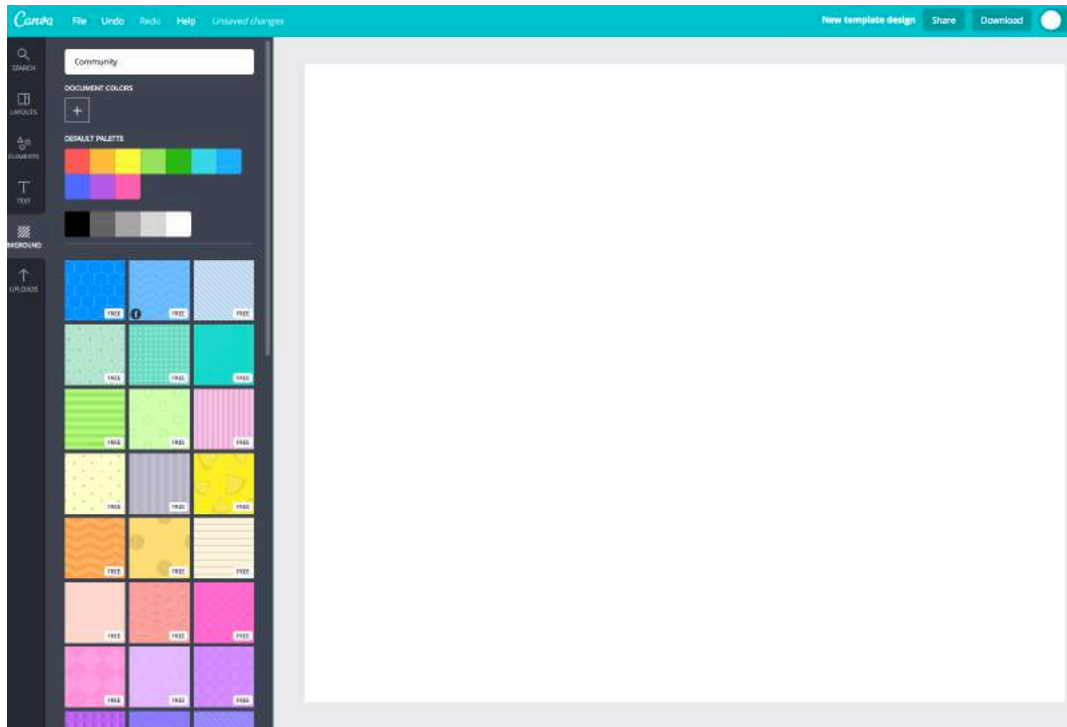 Canva File Undo Redo Help Unsaved changes New template design Share Download
SEARCH
LAYOUTS
ELEMENTS
TEXT
BKGROUND
UPLOADS
Community
DOCUMENT COLORS
+
DEFAULT PALETTE
FREE FREE FREE
FREE FREE FREE
FREE FREE FREE
FREE FREE FREE
FREE FREE FREE
FREE FREE FREE
FREE FREE FREE